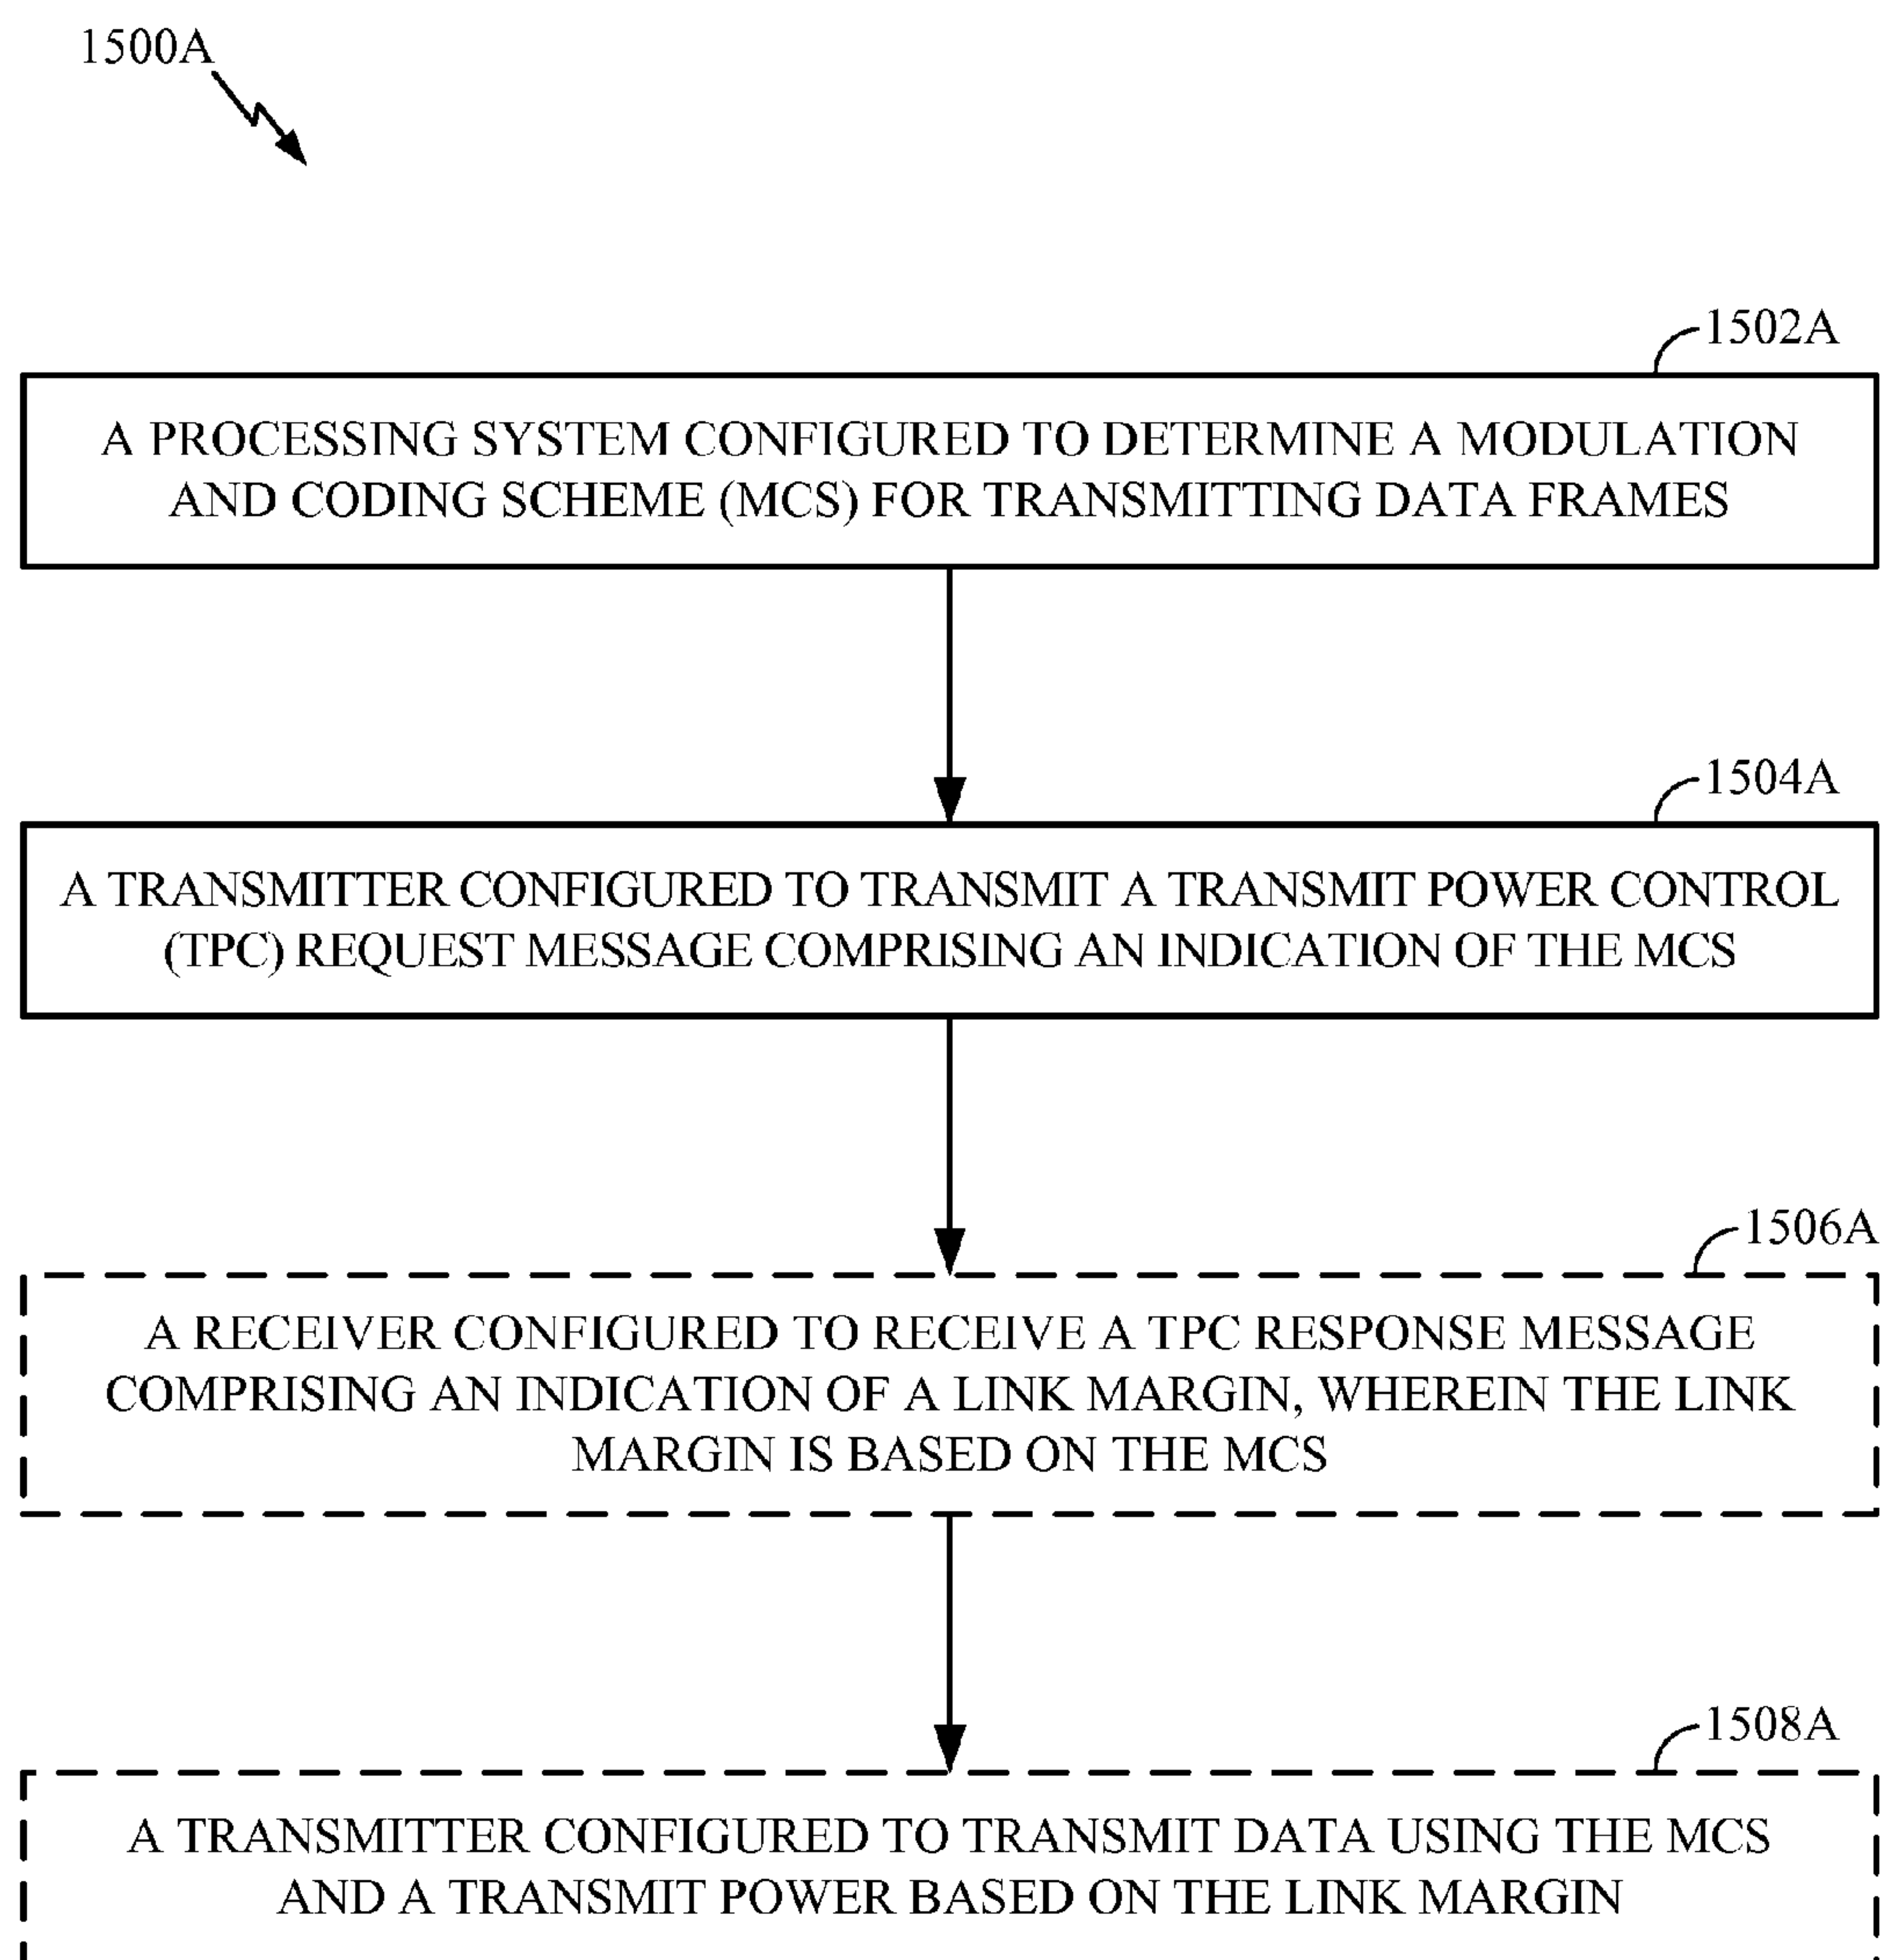 1500A
1502A
A PROCESSING SYSTEM CONFIGURED TO DETERMINE A MODULATION
AND CODING SCHEME (MCS) FOR TRANSMITTING DATA FRAMES
1504A
A TRANSMITTER CONFIGURED TO TRANSMIT A TRANSMIT POWER CONTROL
(TPC) REQUEST MESSAGE COMPRISING AN INDICATION OF THE MCS
1506A
A RECEIVER CONFIGURED TO RECEIVE A TPC RESPONSE MESSAGE
COMPRISING AN INDICATION OF A LINK MARGIN, WHEREIN THE LINK
MARGIN IS BASED ON THE MCS
1508A
A TRANSMITTER CONFIGURED TO TRANSMIT DATA USING THE MCS
AND A TRANSMIT POWER BASED ON THE LINK MARGIN